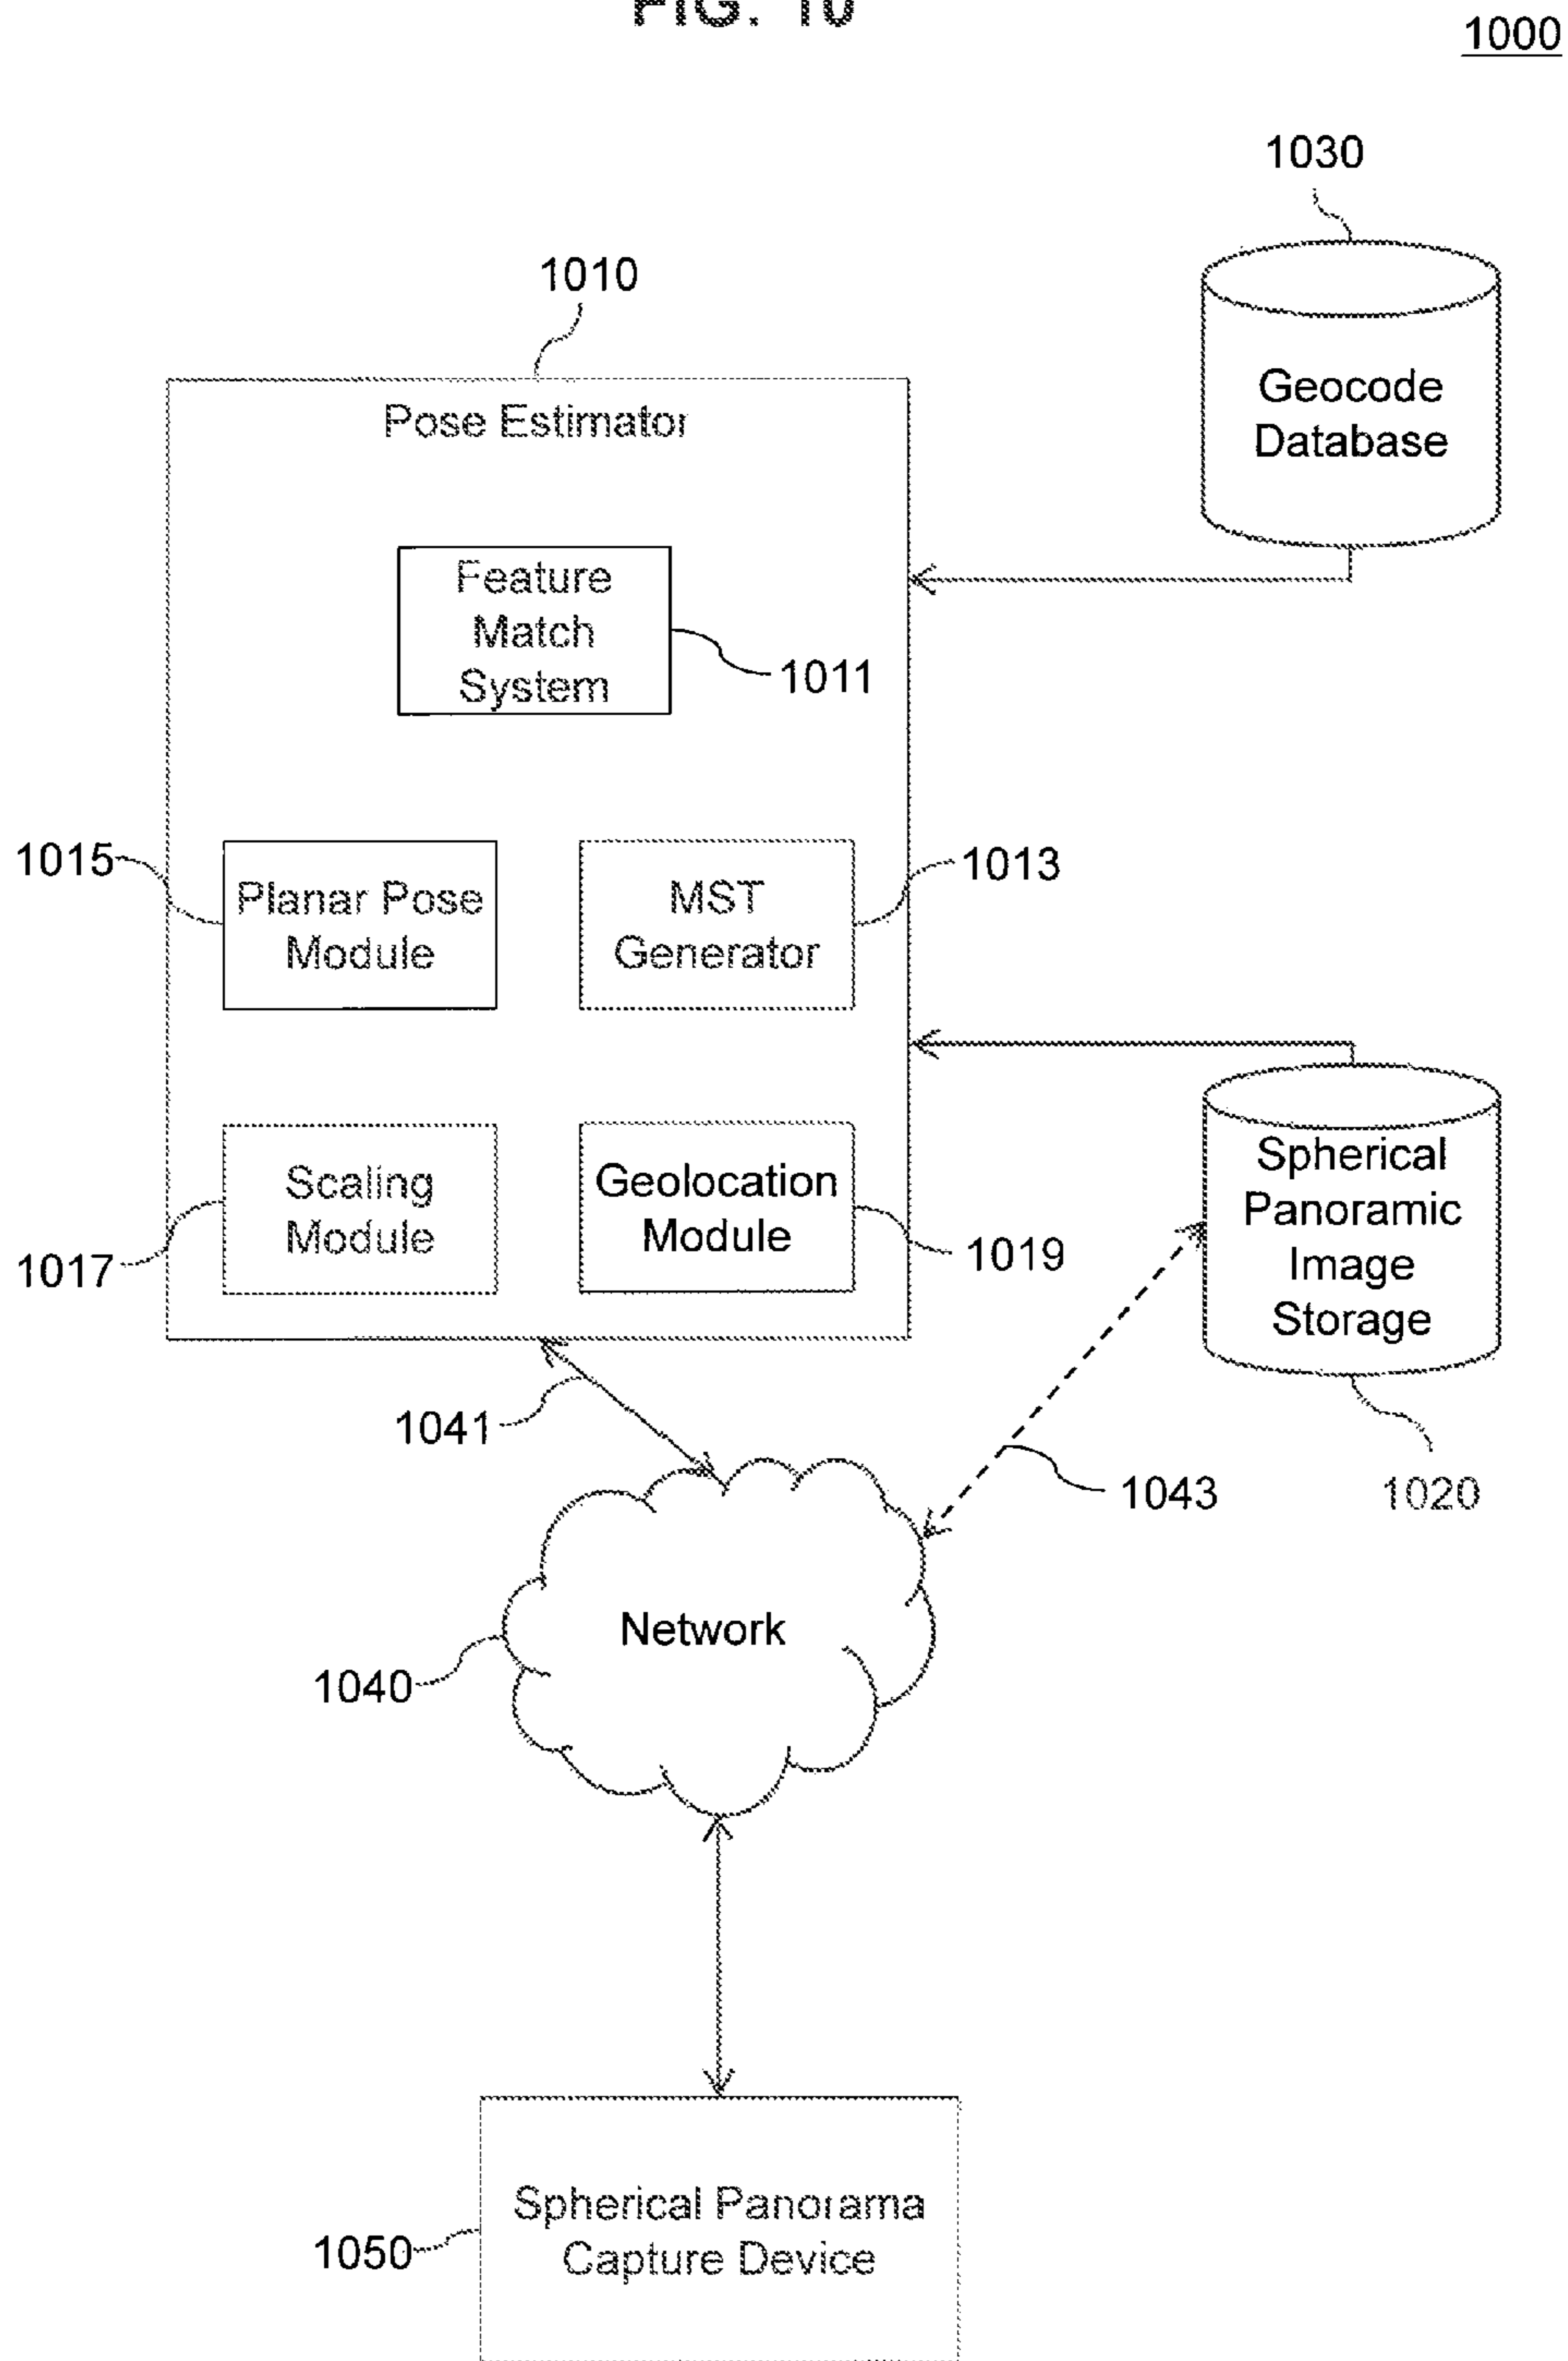 FIG. 10
1000
1030
Geocode
Database
1010
Pose Estimator
Feature
Match
System
1011
1015
Planar Pose
Module
MST
Generator
1013
Scaling
Module
1017
Geolocation
Module
1019
Spherical
Panoramic
Image
Storage
1020
1041
1043
Network
1040
Spherical Panorama
Capture Device
1050